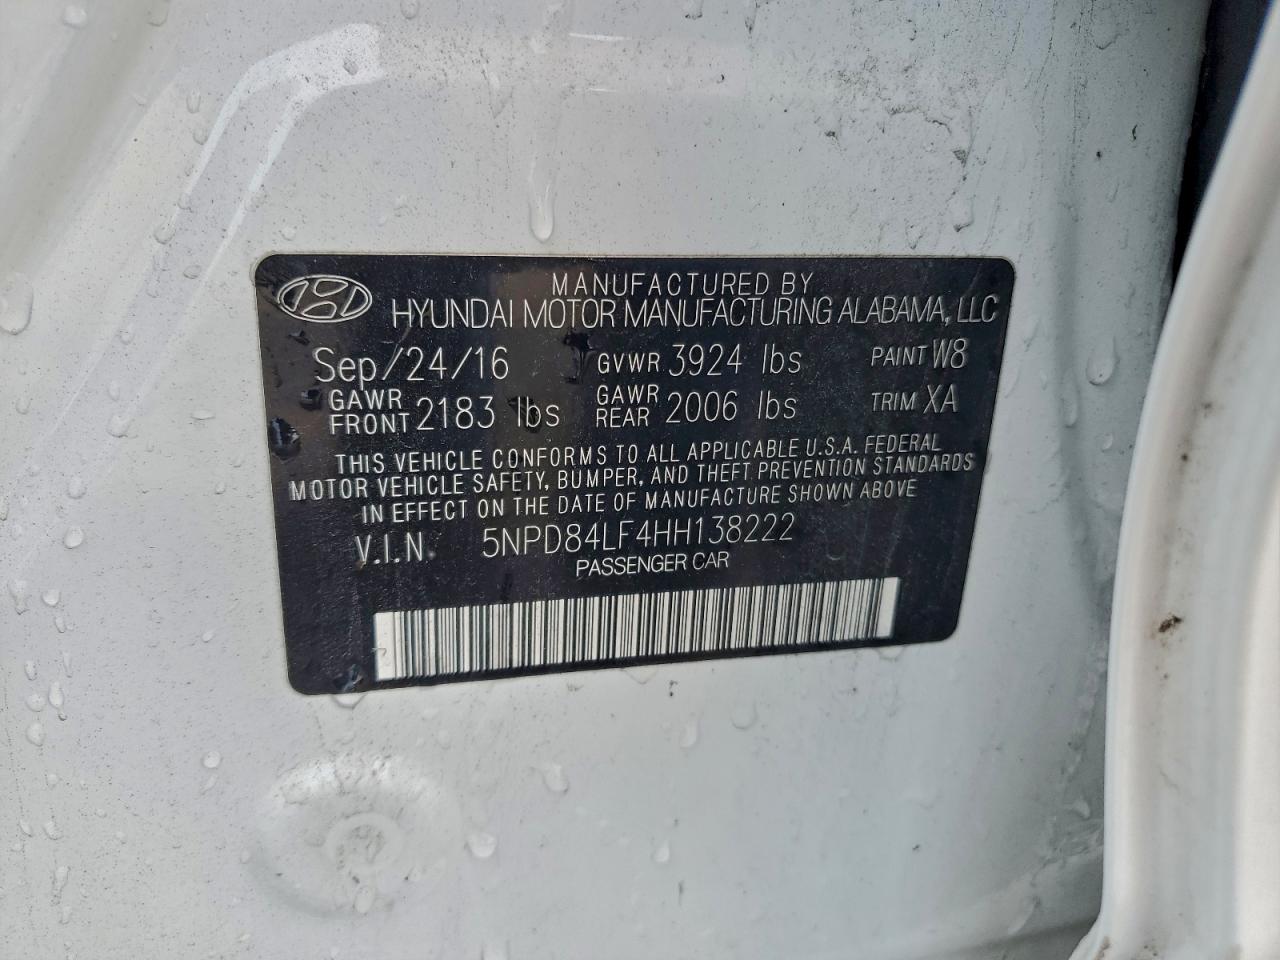 MANUFACTURED BY
HYUNDAI MOTOR MANUFACTURING ALABAMA, LLC
Sep/24/16 GVWR 3924 lbs PAINT W8
GAWR FRONT 2183 lbs GAWR REAR 2006 lbs TRIM XA
THIS VEHICLE CONFORMS TO ALL APPLICABLE U.S.A. FEDERAL
MOTOR VEHICLE SAFETY, BUMPER, AND THEFT PREVENTION STANDARDS
IN EFFECT ON THE DATE OF MANUFACTURE SHOWN ABOVE
V.I.N. 5NPD84LF4HH138222
PASSENGER CAR